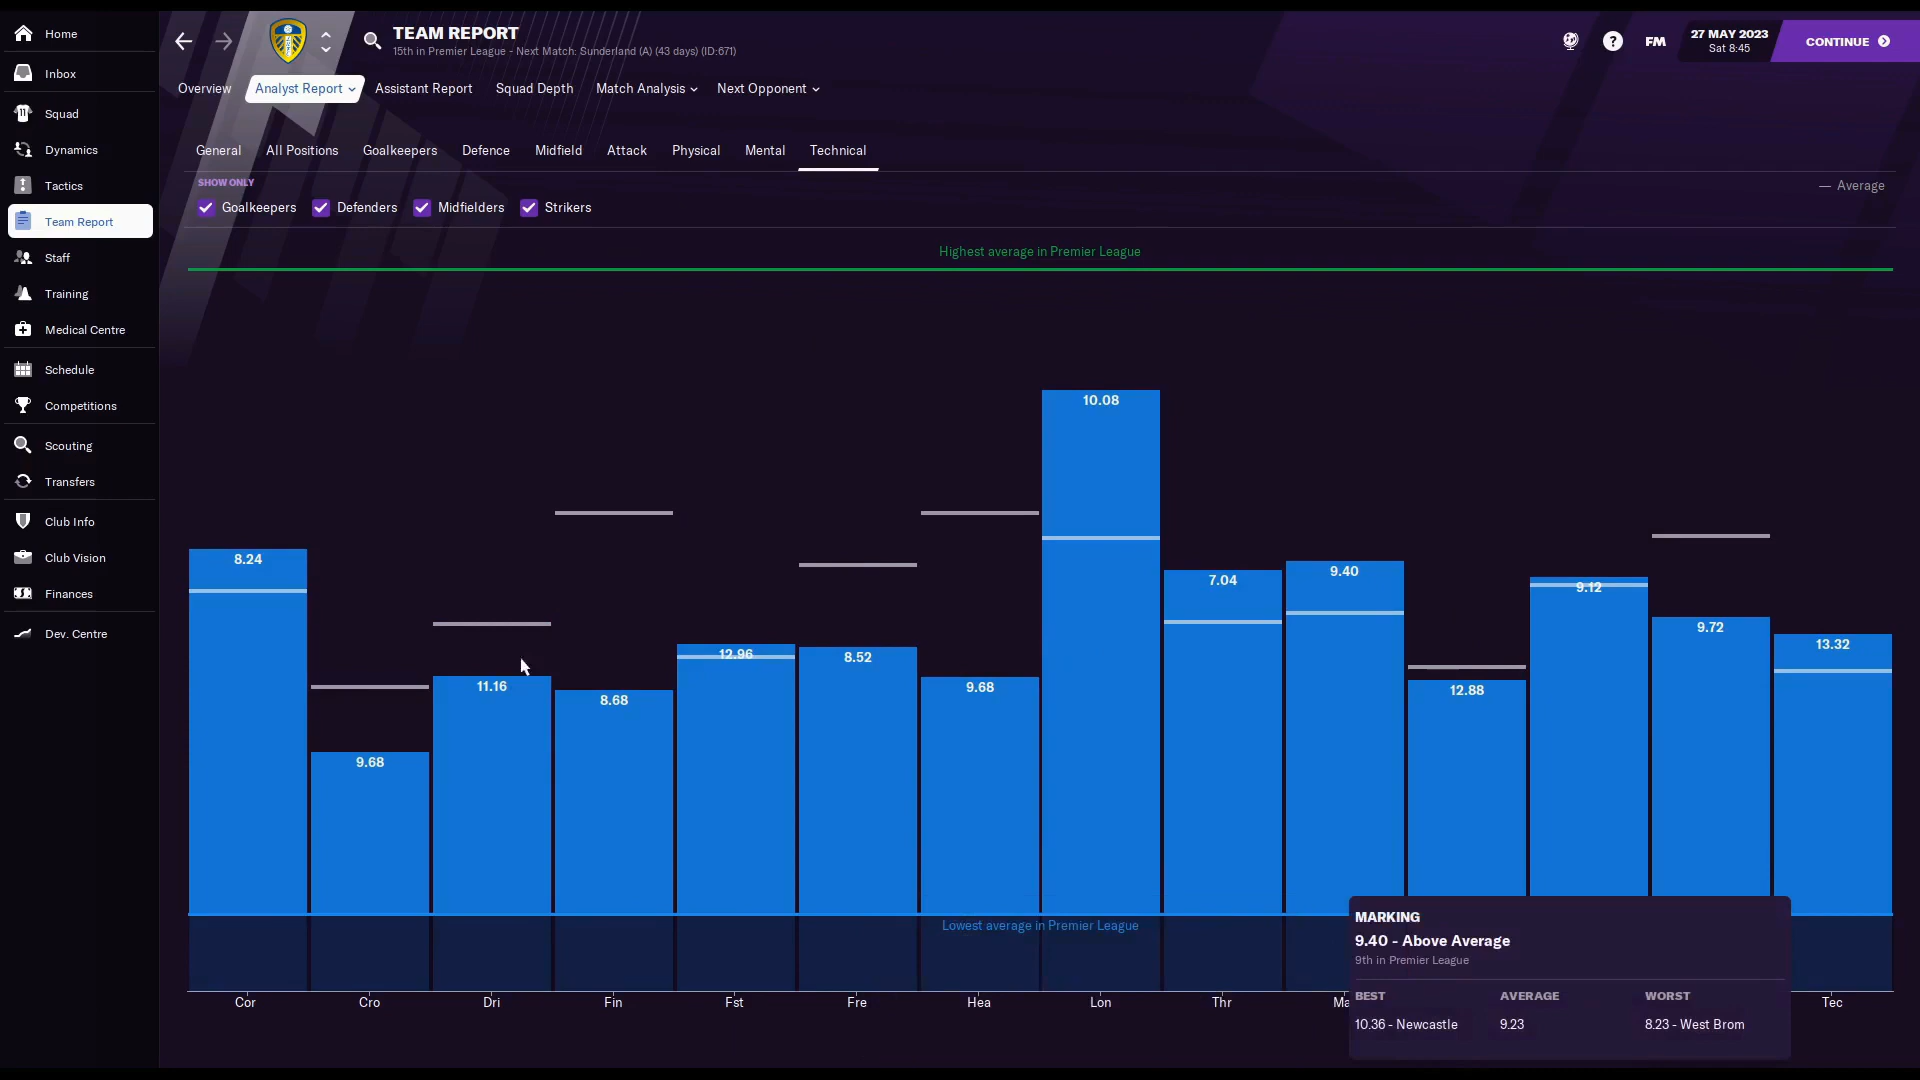 Home
Inbox
Squad
Dynamics
Tactics
Team Report
Staff
Training
Medical Centre
Schedule
Competitions
Scouting
Transfers
Club Info
Club Vision
Finances
Dev. Centre
TEAM REPORT
15th in Premier League - Next Match: Sunderland (A) (43 days) (ID:671)
FM
27 MAY 2023
Sat 8:45
CONTINUE
Overview Analyst Report Assistant Report Squad Depth Match Analysis Next Opponent
General All Positions Goalkeepers Defence Midfield Attack Physical Mental Technical
SHOW ONLY
Goalkeepers Defenders Midfielders Strikers
— Average
Highest average in Premier League
8.24 9.68 11.16 8.68 12.96 8.52 9.68 10.08 7.04 9.40 12.88 9.12 9.72 13.32
Lowest average in Premier League
Cor Cro Dri Fin Fst Fre Hea Lon Thr Ma Tec
MARKING
9.40 - Above Average
9th in Premier League
BEST AVERAGE WORST
10.36 - Newcastle 9.23 8.23 - West Brom